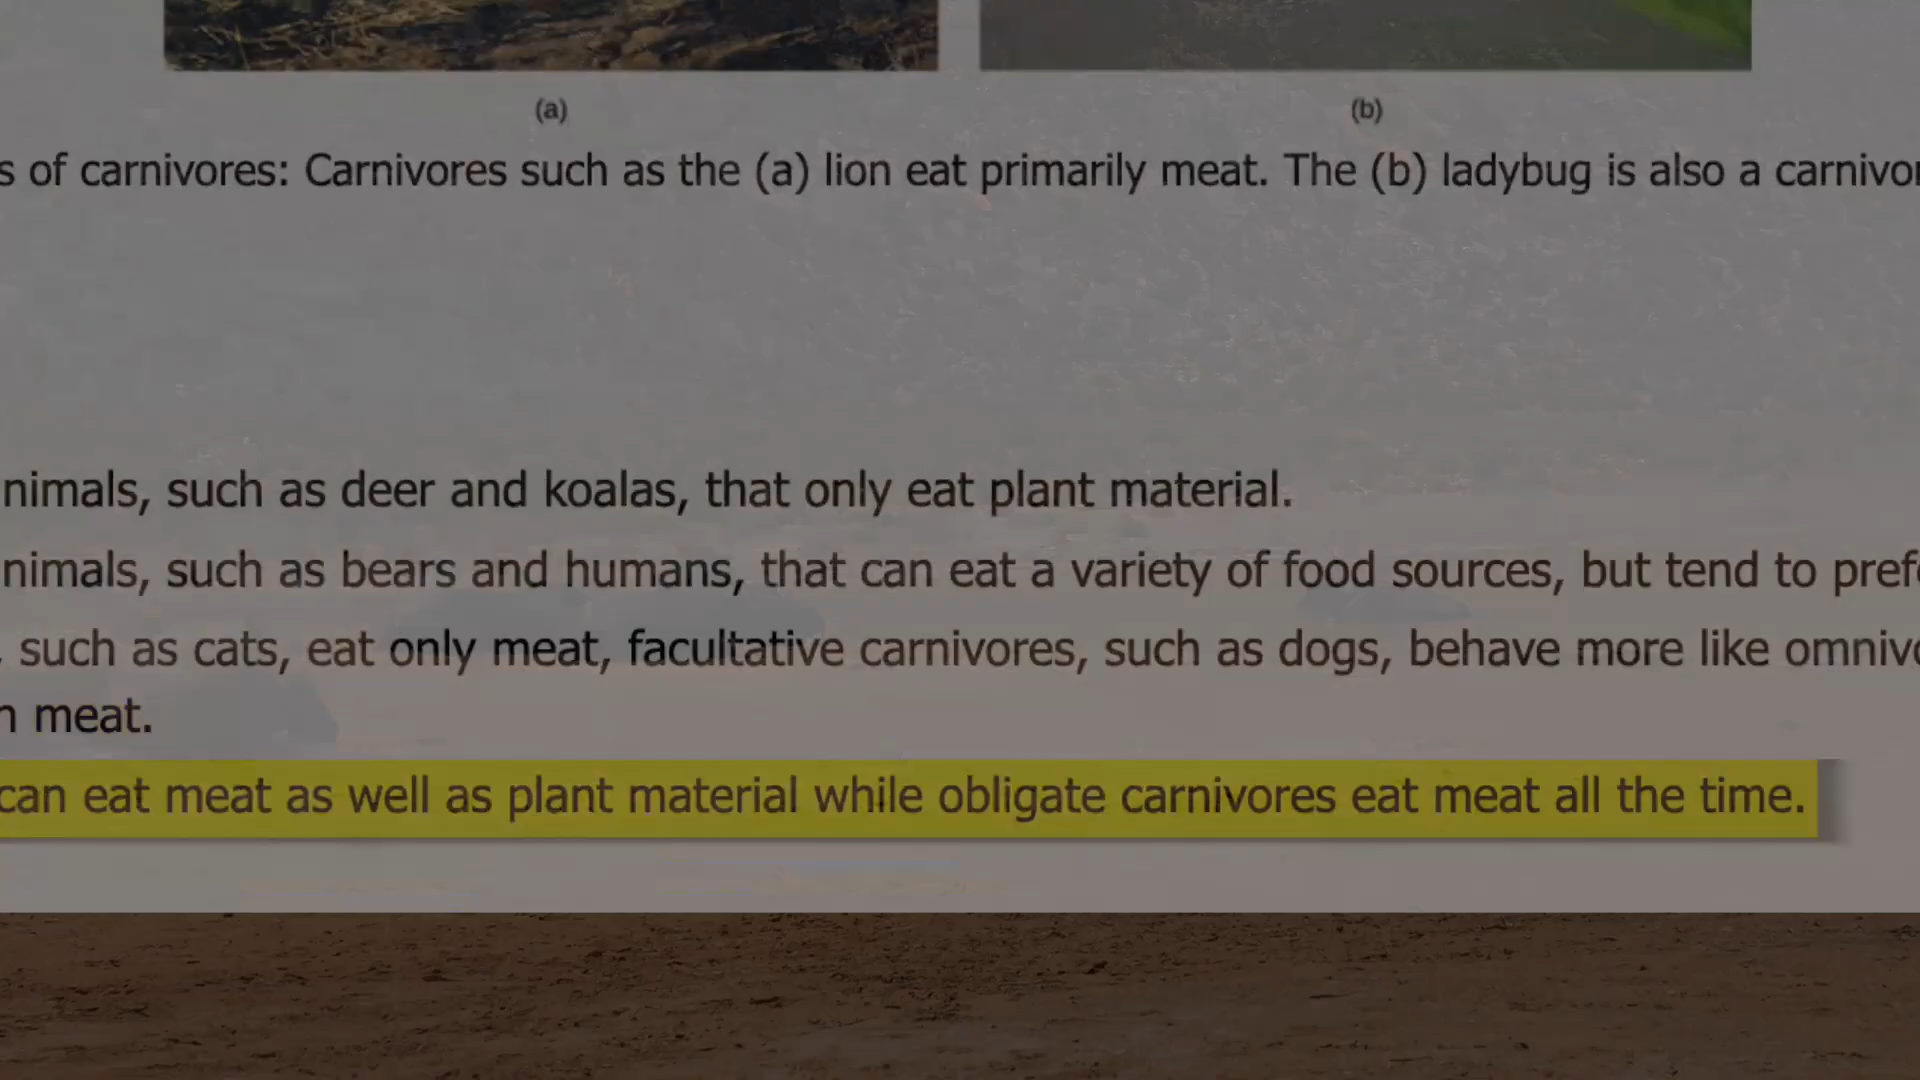 (a) (b)
s of carnivores: Carnivores such as the (a) lion eat primarily meat. The (b) ladybug is also a carnivor
nimals, such as deer and koalas, that only eat plant material.
nimals, such as bears and humans, that can eat a variety of food sources, but tend to pref
, such as cats, eat only meat, facultative carnivores, such as dogs, behave more like omnivo
n meat.
can eat meat as well as plant material while obligate carnivores eat meat all the time.